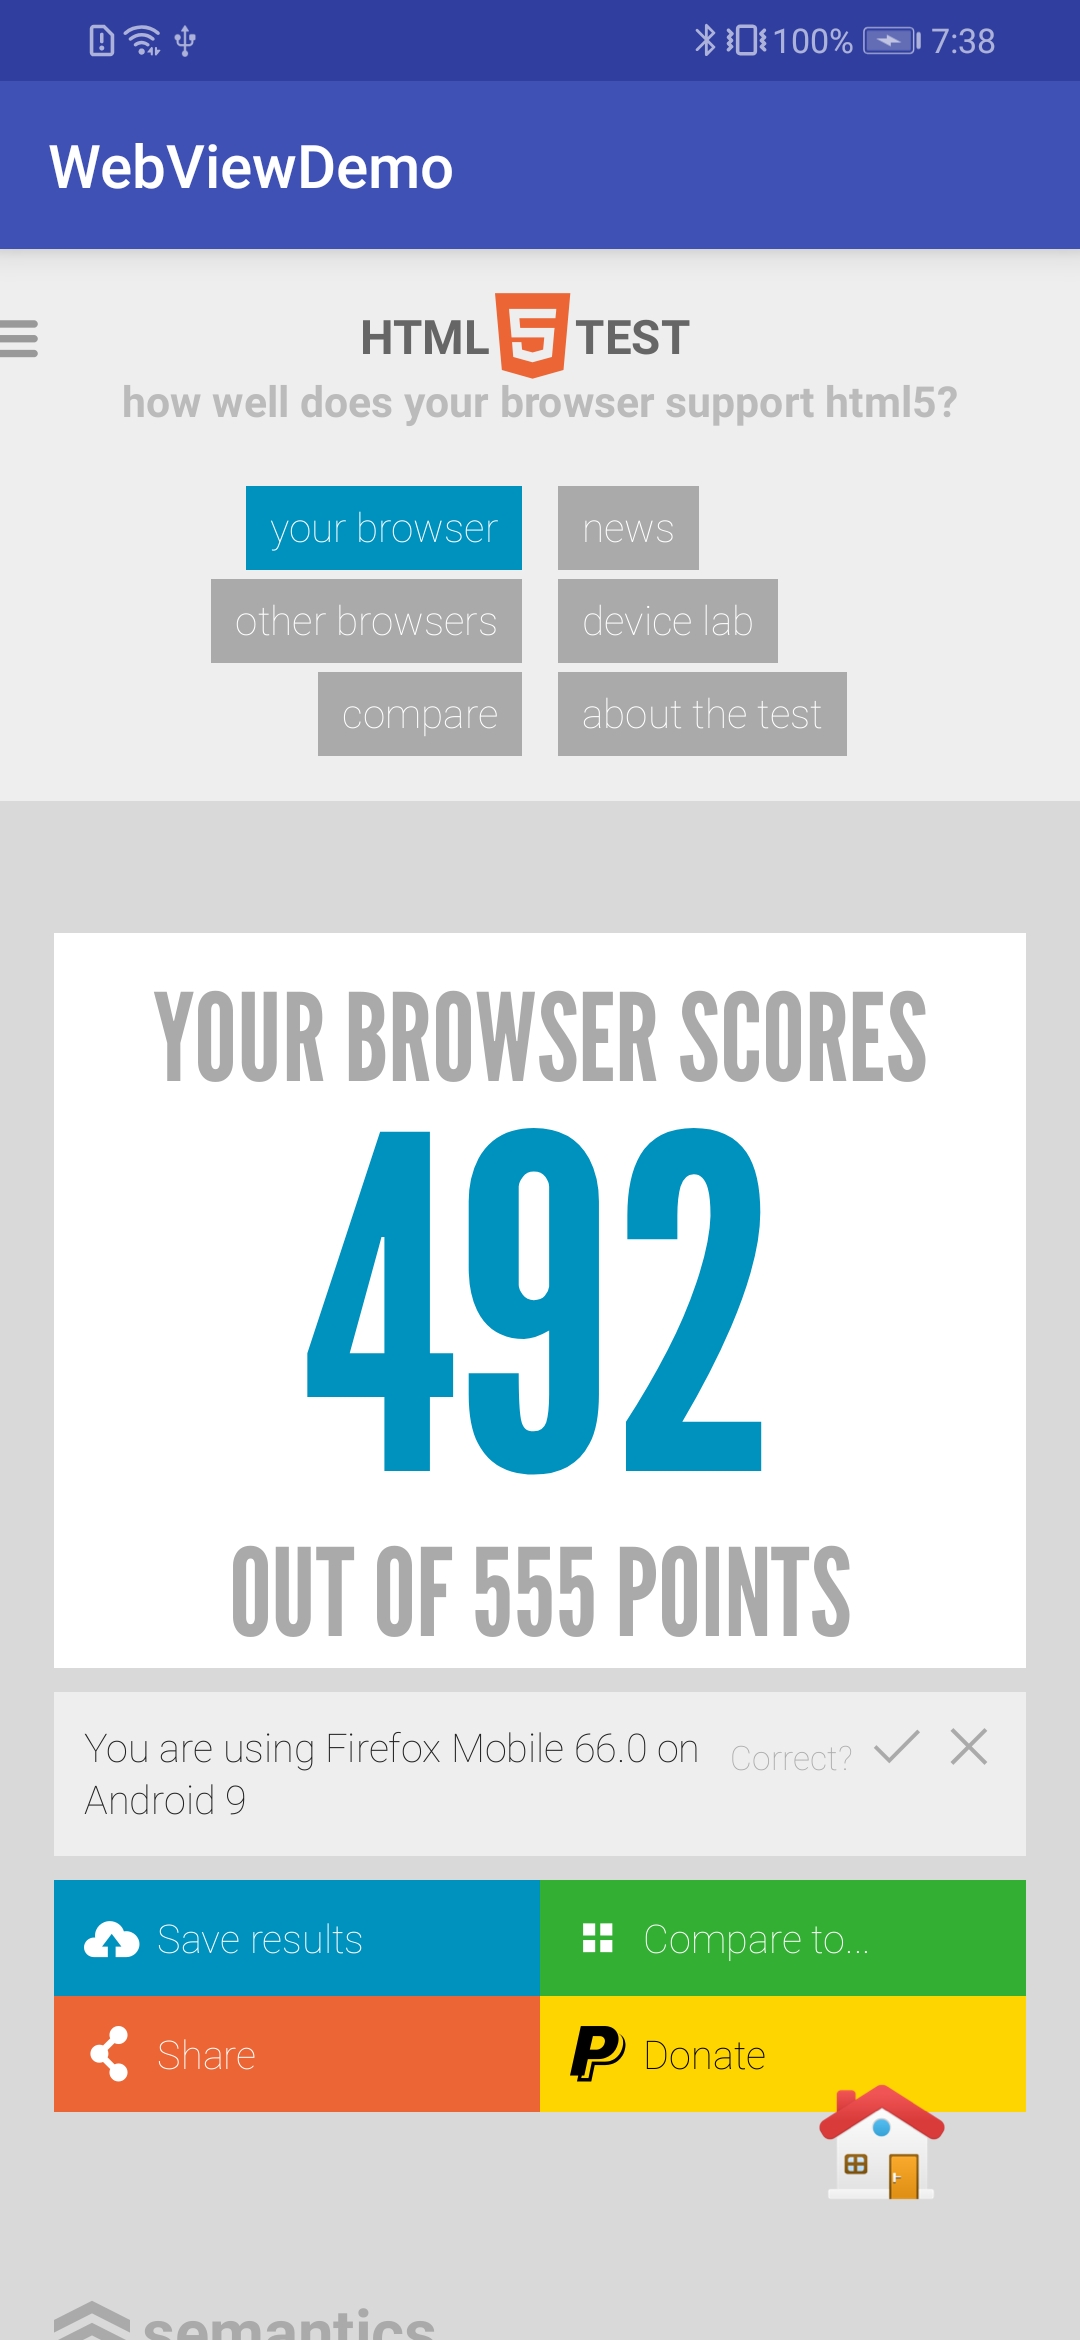 100% 7:38
WebViewDemo
HTML 5 TEST
how well does your browser support html5?
your browser
news
other browsers
device lab
compare
about the test
YOUR BROWSER SCORES
492
OUT OF 555 POINTS
You are using Firefox Mobile 66.0 on
Android 9
Correct?
Save results
Compare to...
Share
Donate
semantics